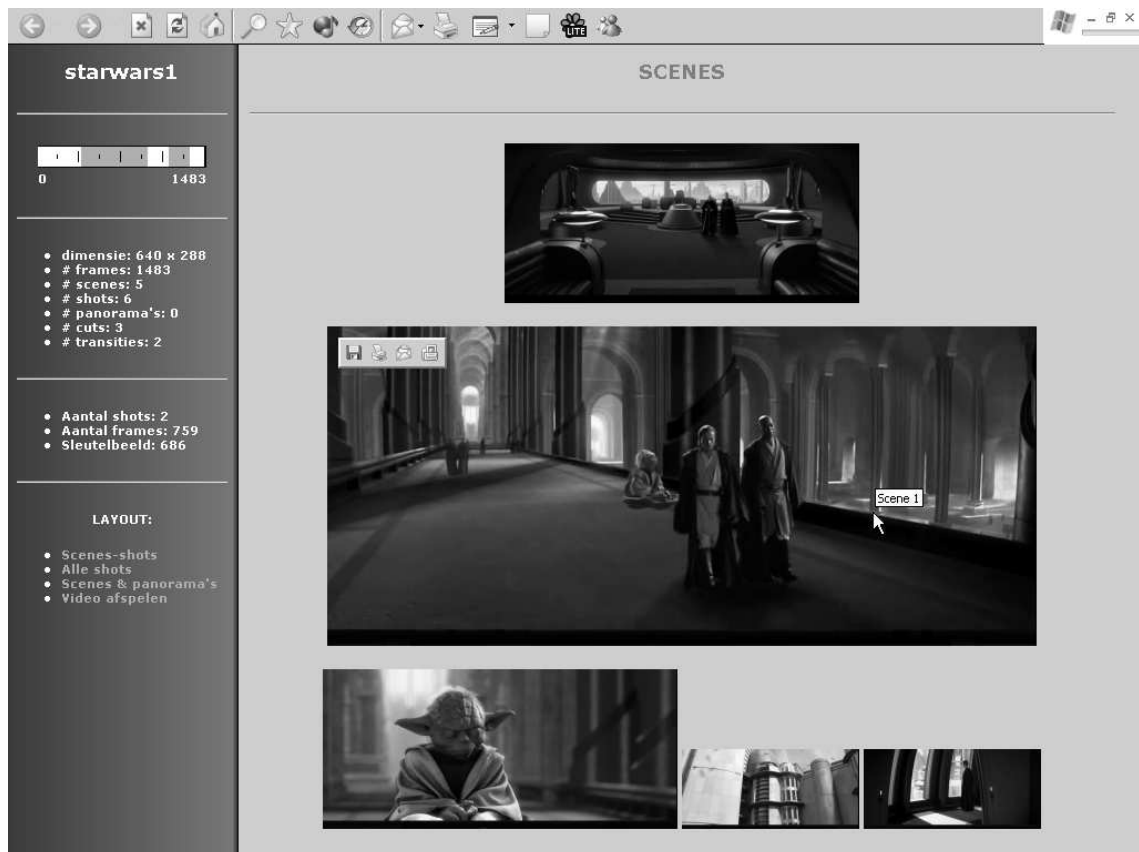 LITE
starwars1
0 1483
dimensie: 640 x 288
# frames: 1483
# scenes: 5
# shots: 6
# panorama's: 0
# cuts: 3
# transities: 2
Aantal shots: 2
Aantal frames: 759
Sleutelbeeld: 686
LAYOUT:
Scenes-shots
Alle shots
Scenes & panorama's
Video afspelen
SCENES
Scene 1